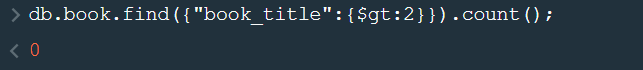 > db.book.find({"book_title":{$gt:2}}).count();
< 0